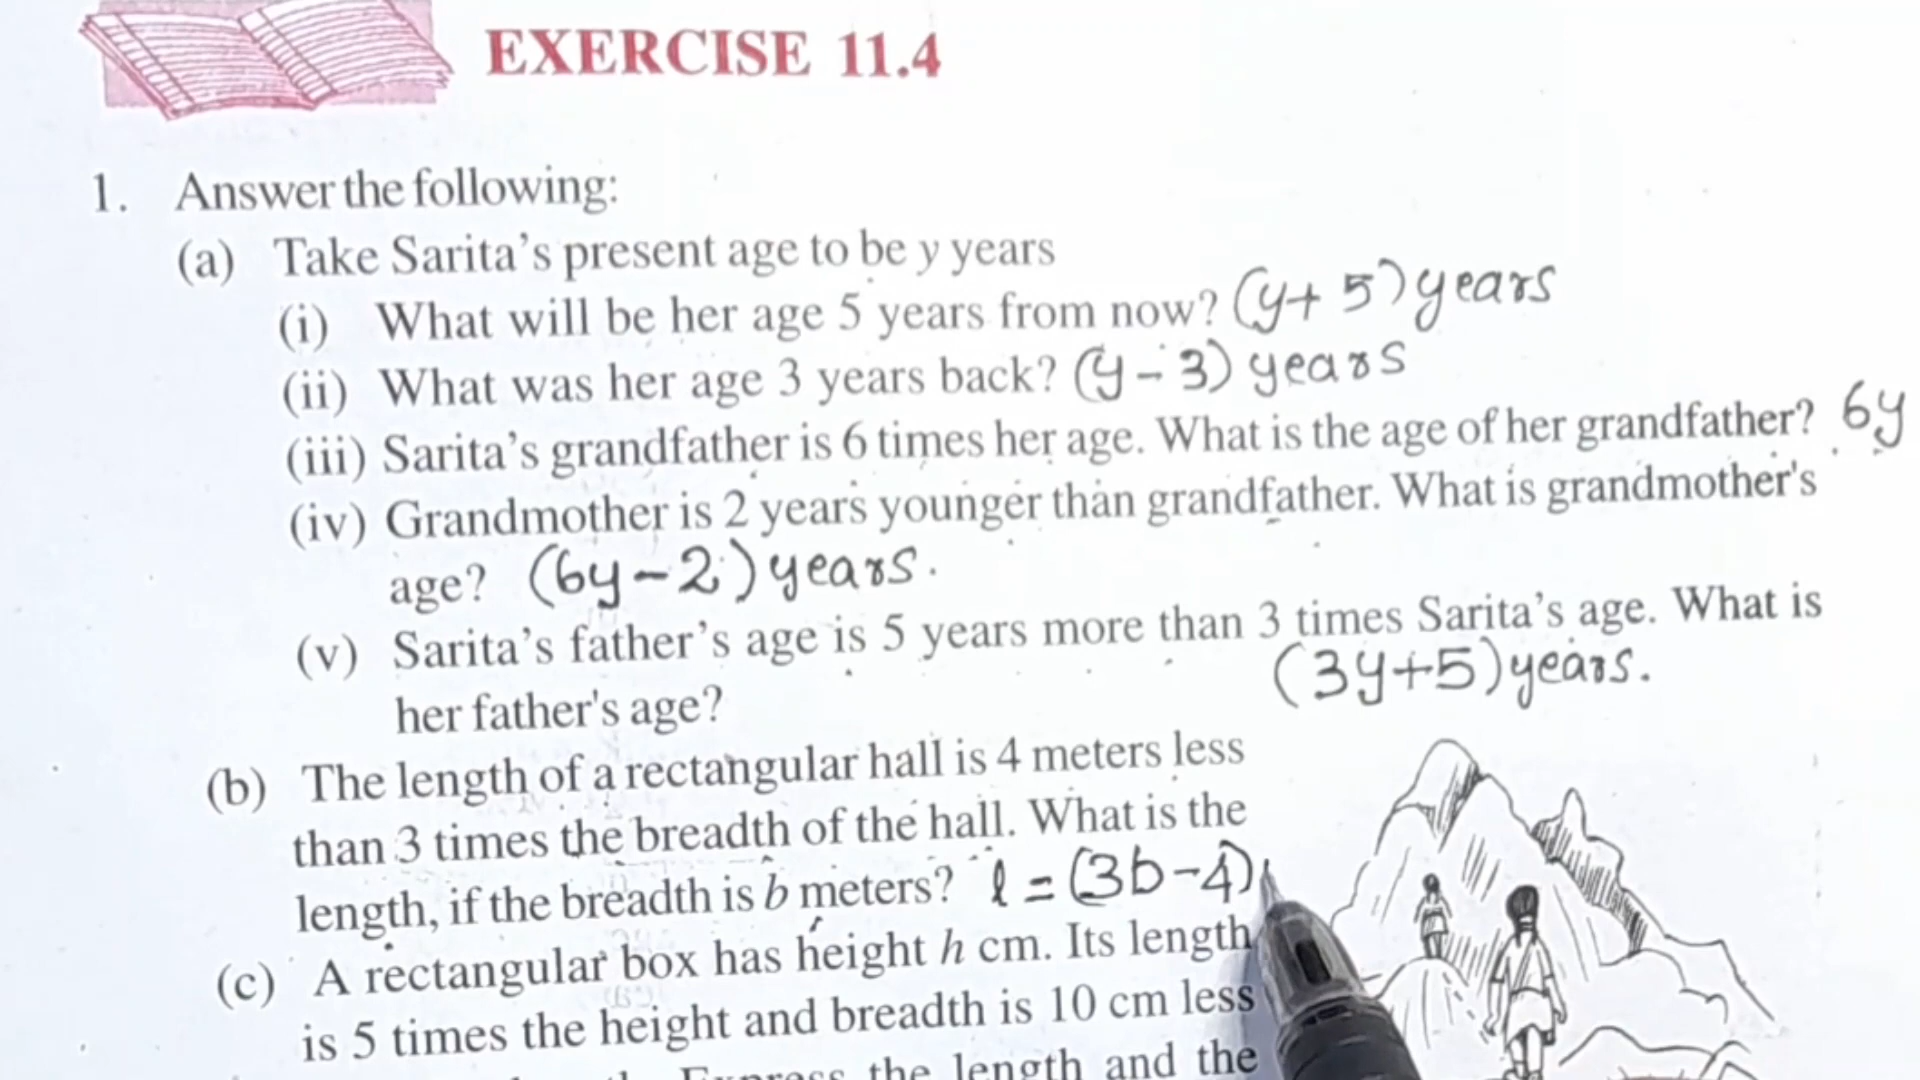 EXERCISE 11.4
1. Answer the following:
(a) Take Sarita's present age to be y years
(i) What will be her age 5 years from now? (y+5) years
(ii) What was her age 3 years back? (y-3) years
(iii) Sarita's grandfather is 6 times her age. What is the age of her grandfather? 6y
(iv) Grandmother is 2 years younger than grandfather. What is grandmother's
age? (6y-2) years.
(v) Sarita's father's age is 5 years more than 3 times Sarita's age. What is
her father's age? (3y+5) years.
(b) The length of a rectangular hall is 4 meters less
than 3 times the breadth of the hall. What is the
length, if the breadth is b meters? l = (3b-4)
(c) A rectangular box has height h cm. Its length
is 5 times the height and breadth is 10 cm less
Express the length and the